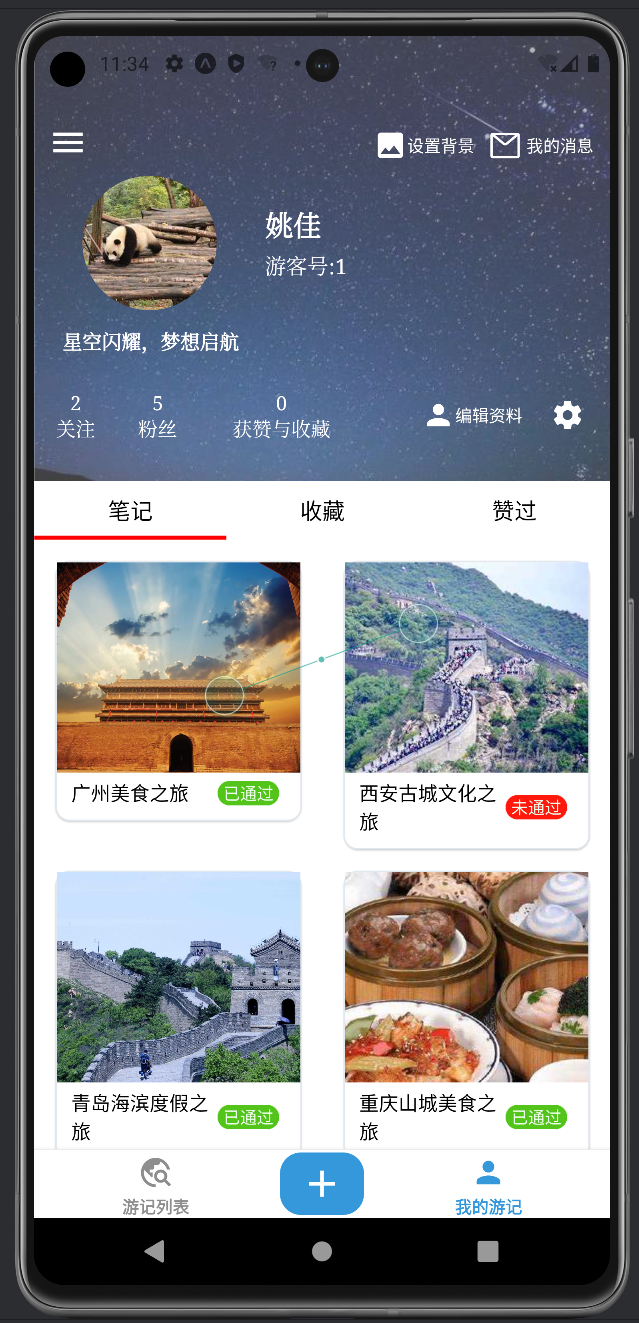 11:34
设置背景
我的消息
姚佳
游客号:1
星空闪耀，梦想启航
2 5 0
关注 粉丝 获赞与收藏
编辑资料
笔记 收藏 赞过
广州美食之旅 已通过
西安古城文化之
旅
未通过
青岛海滨度假之
旅
已通过
重庆山城美食之
旅
已通过
游记列表
我的游记